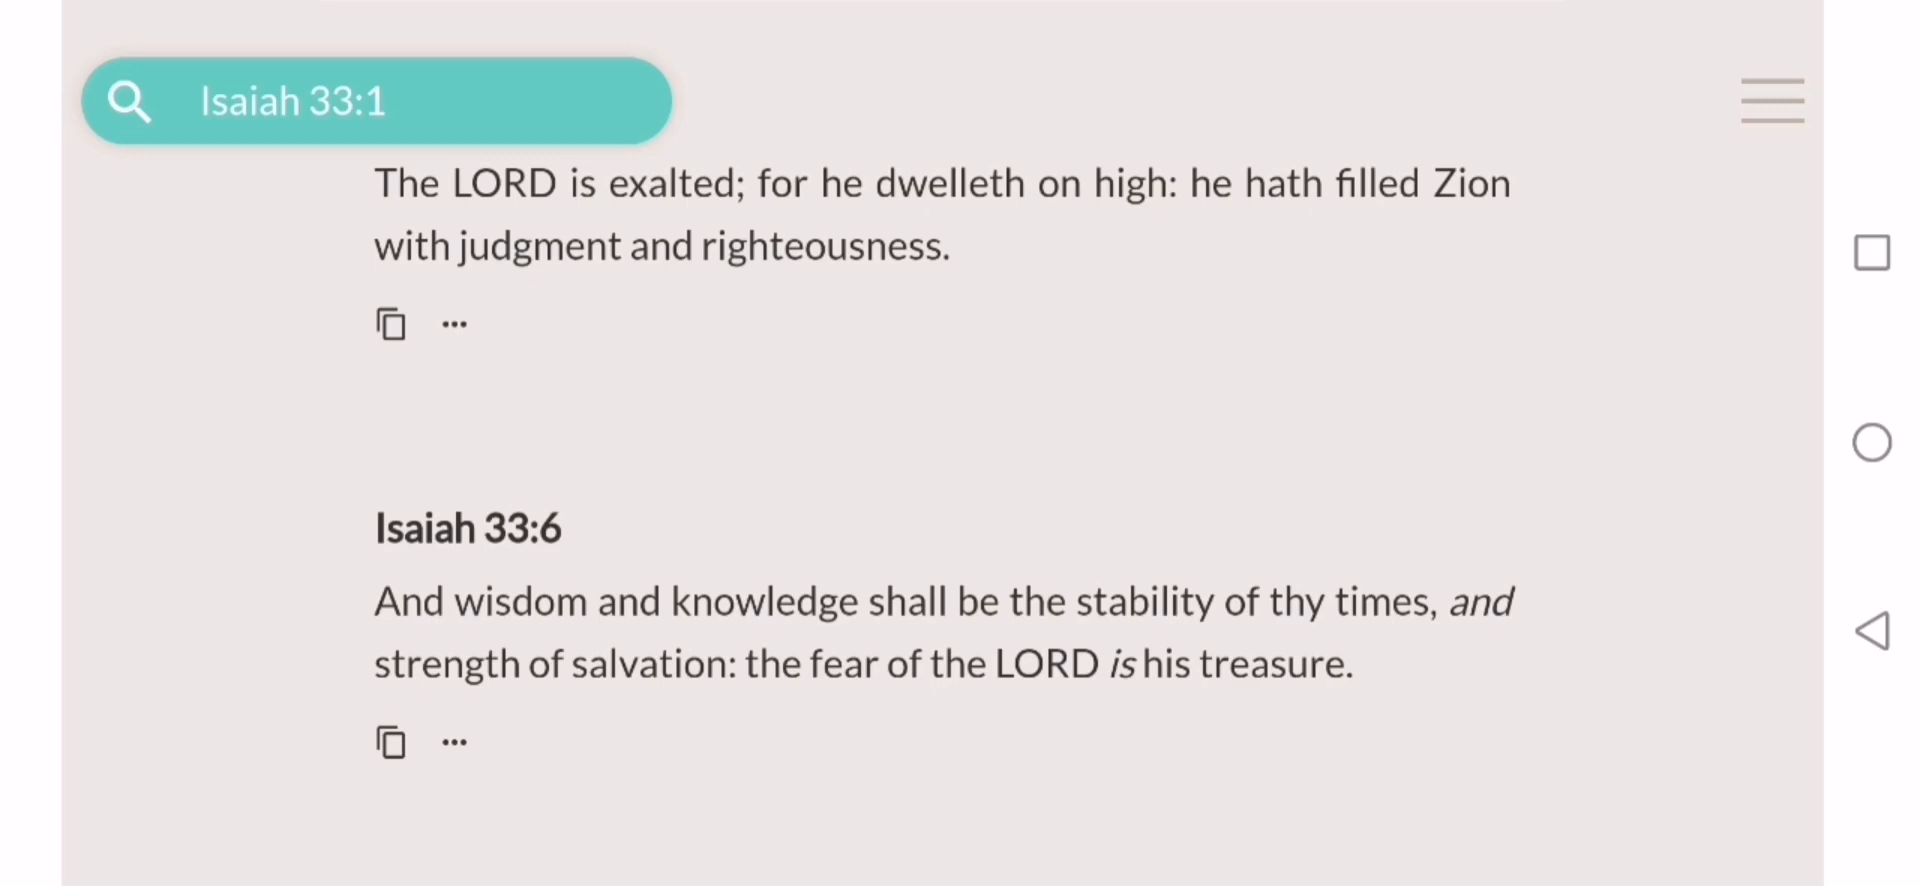 Isaiah 33:1
The LORD is exalted; for he dwelleth on high: he hath filled Zion
with judgment and righteousness.
Isaiah 33:6
And wisdom and knowledge shall be the stability of thy times, and
strength of salvation: the fear of the LORD is his treasure.